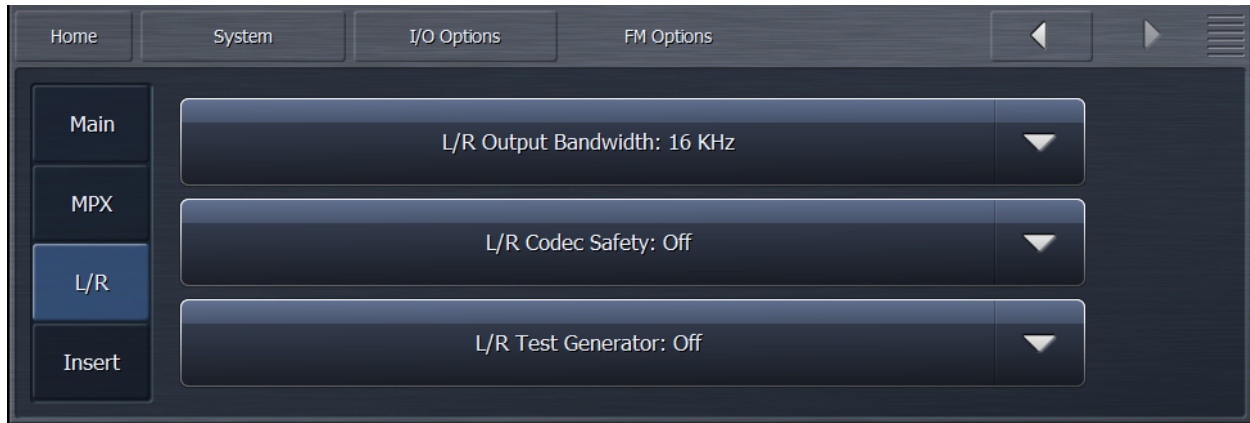 Home System I/O Options FM Options
Main
L/R Output Bandwidth: 16 KHz
MPX
L/R Codec Safety: Off
L/R
L/R Test Generator: Off
Insert